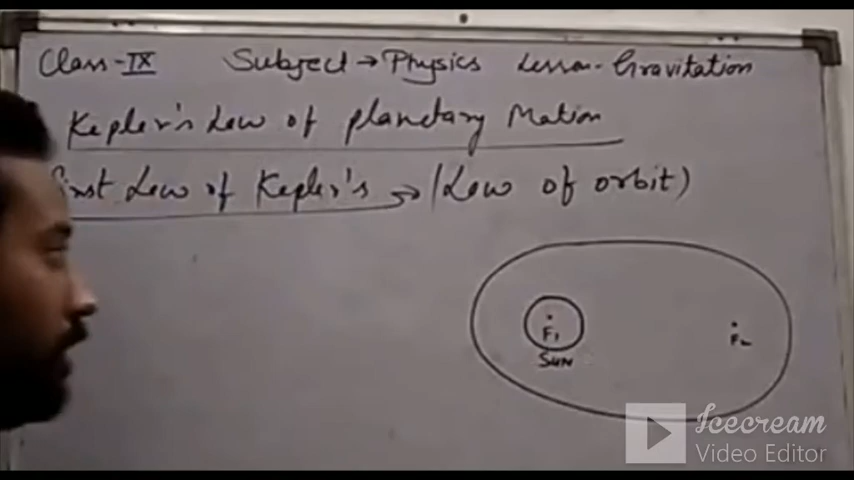 Class-IX Subject → Physics Lesson-Gravitation
Kepler's Law of planetary Motion
first Law of Kepler's → (Law of orbit)
F1
SUN
F2
Icecream
Video Editor